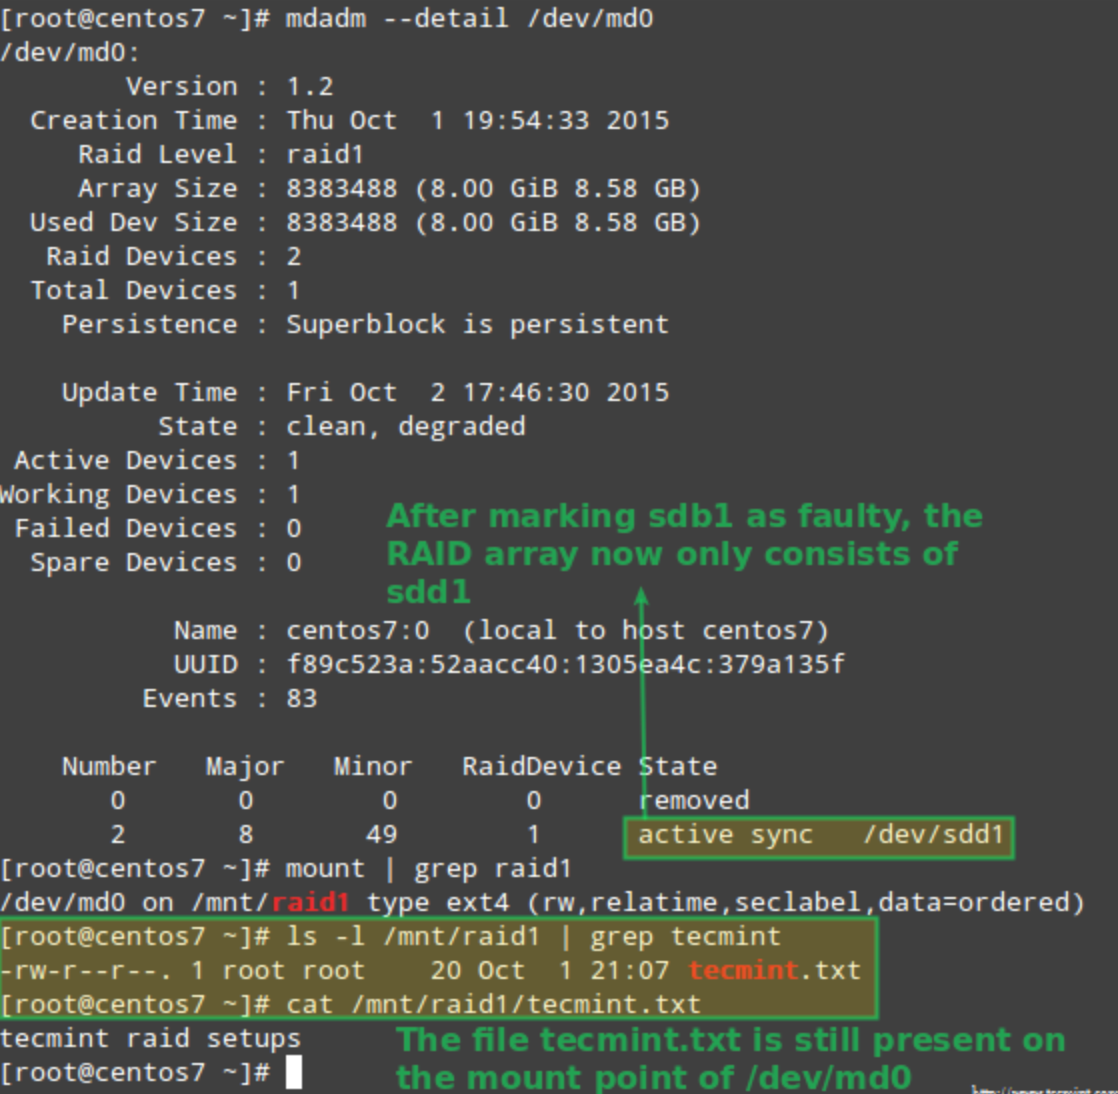 [root@centos7 ~]# mdadm --detail /dev/md0
/dev/md0:
Version : 1.2
Creation Time : Thu Oct  1 19:54:33 2015
Raid Level : raid1
Array Size : 8383488 (8.00 GiB 8.58 GB)
Used Dev Size : 8383488 (8.00 GiB 8.58 GB)
Raid Devices : 2
Total Devices : 1
Persistence : Superblock is persistent
Update Time : Fri Oct  2 17:46:30 2015
State : clean, degraded
Active Devices : 1
Working Devices : 1
Failed Devices : 0
Spare Devices : 0
After marking sdb1 as faulty, the
RAID array now only consists of
sdd1
Name : centos7:0  (local to host centos7)
UUID : f89c523a:52aacc40:1305ea4c:379a135f
Events : 83
Number   Major   Minor   RaidDevice State
0        0        0        0      removed
2        8       49        1      active sync   /dev/sdd1
[root@centos7 ~]# mount | grep raid1
/dev/md0 on /mnt/raid1 type ext4 (rw,relatime,seclabel,data=ordered)
[root@centos7 ~]# ls -l /mnt/raid1 | grep tecmint
-rw-r--r--. 1 root root    20 Oct  1 21:07 tecmint.txt
[root@centos7 ~]# cat /mnt/raid1/tecmint.txt
tecmint raid setups
[root@centos7 ~]#
The file tecmint.txt is still present on
the mount point of /dev/md0